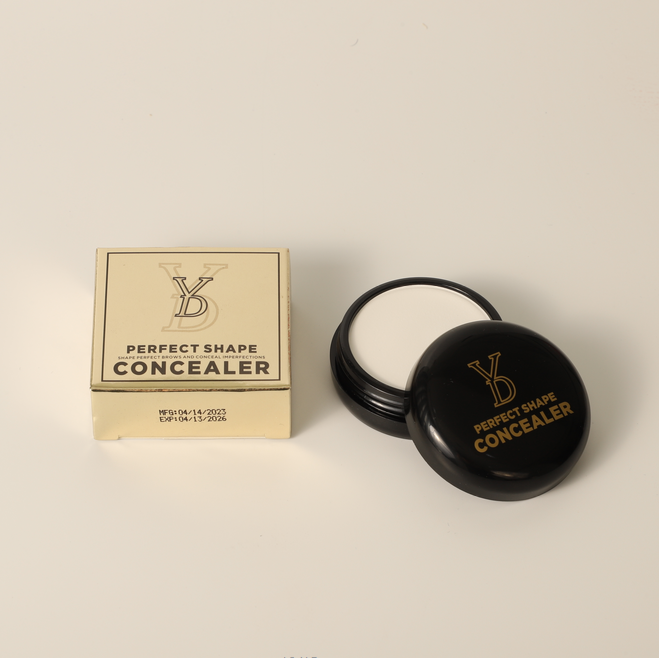 YD
PERFECT SHAPE
SHAPE PERFECT BROWS AND CONCEAL IMPERFECTIONS
CONCEALER
MFG:04/14/2023
EXP:04/13/2026
YD
PERFECT SHAPE
CONCEALER